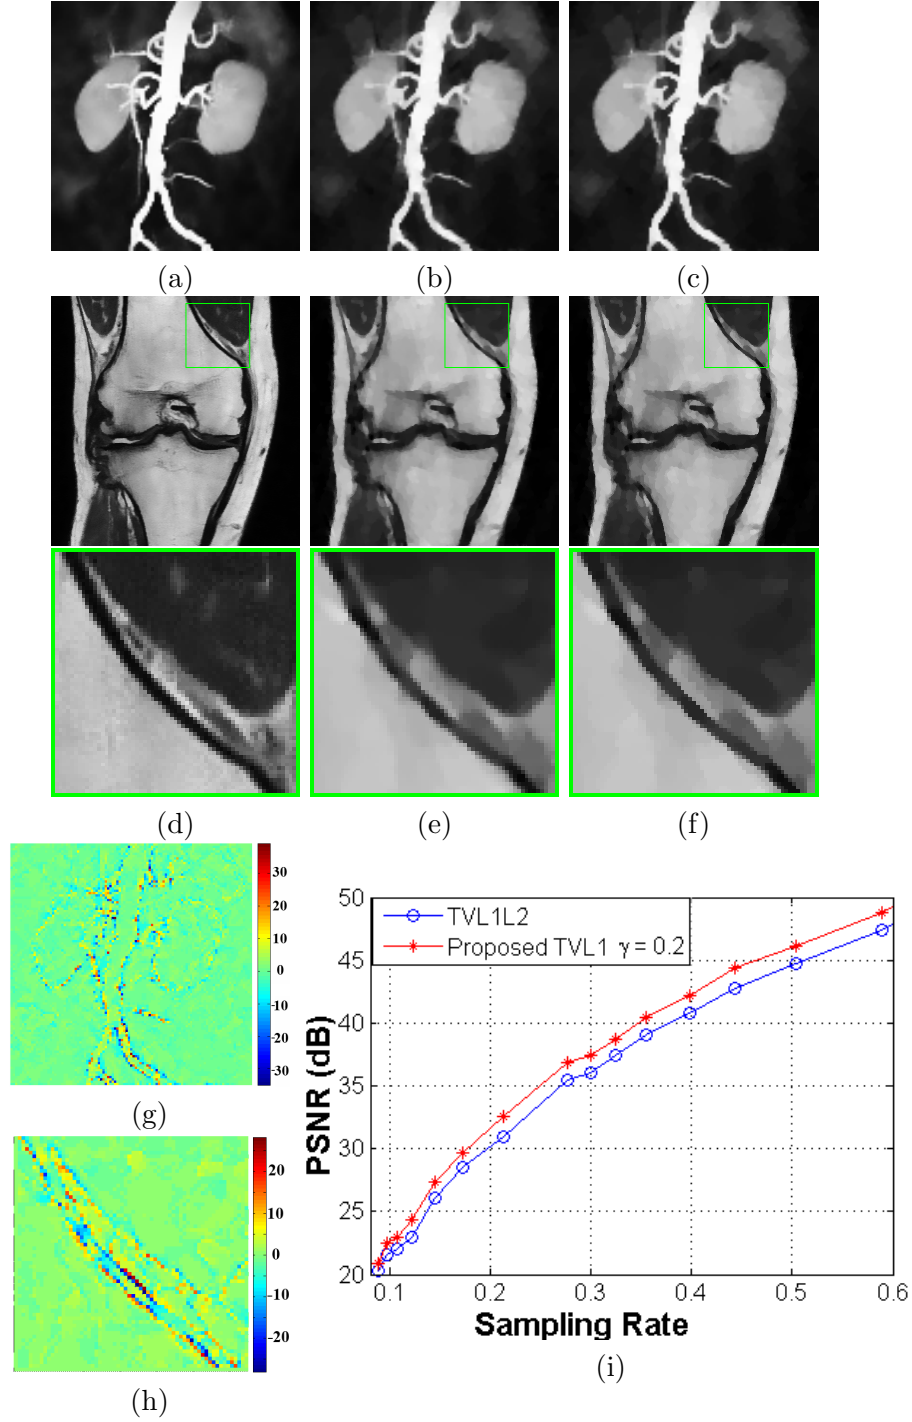 (a)
(b)
(c)
(d)
(e)
(f)
30
20
10
0
-10
-20
-30
(g)
20
10
0
-10
-20
(h)
50
45
40
35
30
25
20
PSNR (dB)
TVL1L2
Proposed TVL1 γ = 0.2
0.1
0.2
0.3
0.4
0.5
0.6
Sampling Rate
(i)